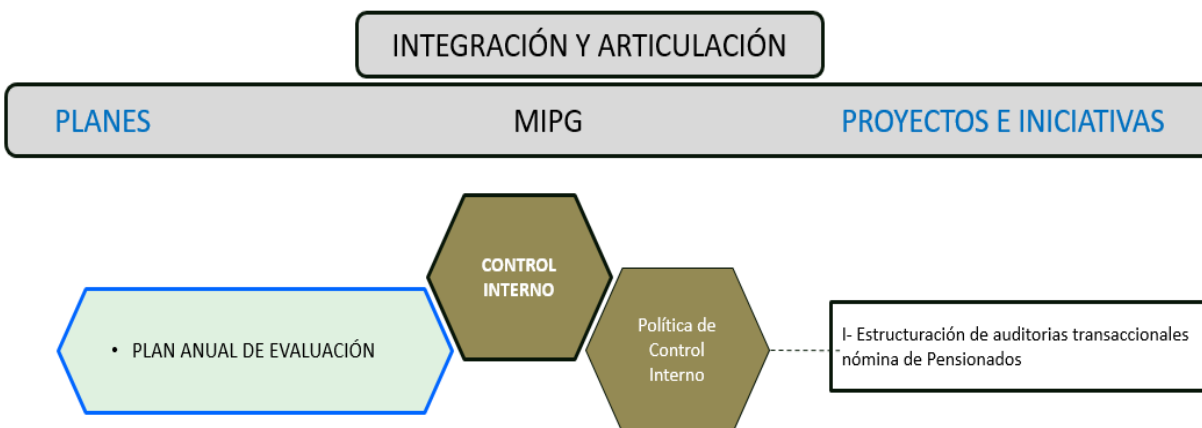 INTEGRACIÓN Y ARTICULACIÓN
PLANES
MIPG
PROYECTOS E INICIATIVAS
CONTROL
INTERNO
• PLAN ANUAL DE EVALUACIÓN
Política de
Control
Interno
I- Estructuración de auditorias transaccionales
nómina de Pensionados